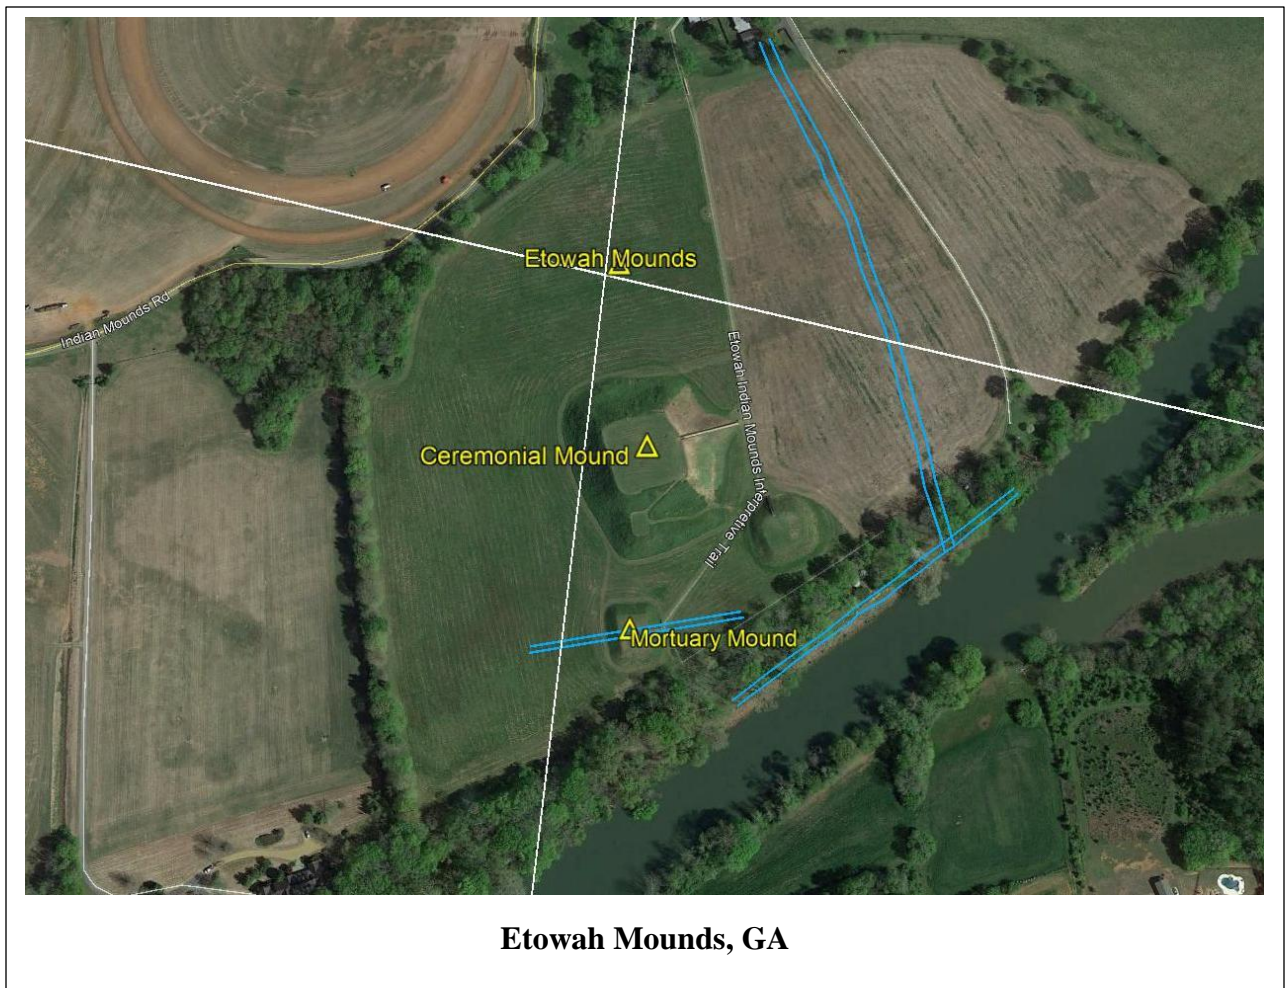 Etowah Mounds
Indian Mounds Rd
Etowah Indian Mounds Interpretive Trail
Ceremonial Mound
Mortuary Mound
Etowah Mounds, GA